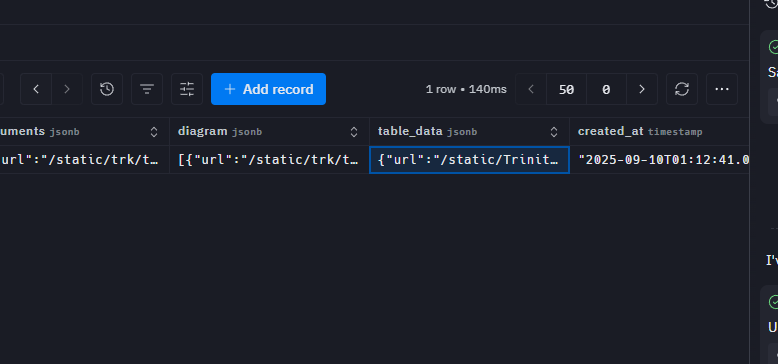 + Add record
1 row • 140ms
50
0
uments jsonb
diagram jsonb
table_data jsonb
created_at timestamp
url":"/static/trk/t…
[{"url":"/static/trk/t…
{"url":"/static/Trinit…
"2025-09-10T01:12:41.0
Sa
I'v
U